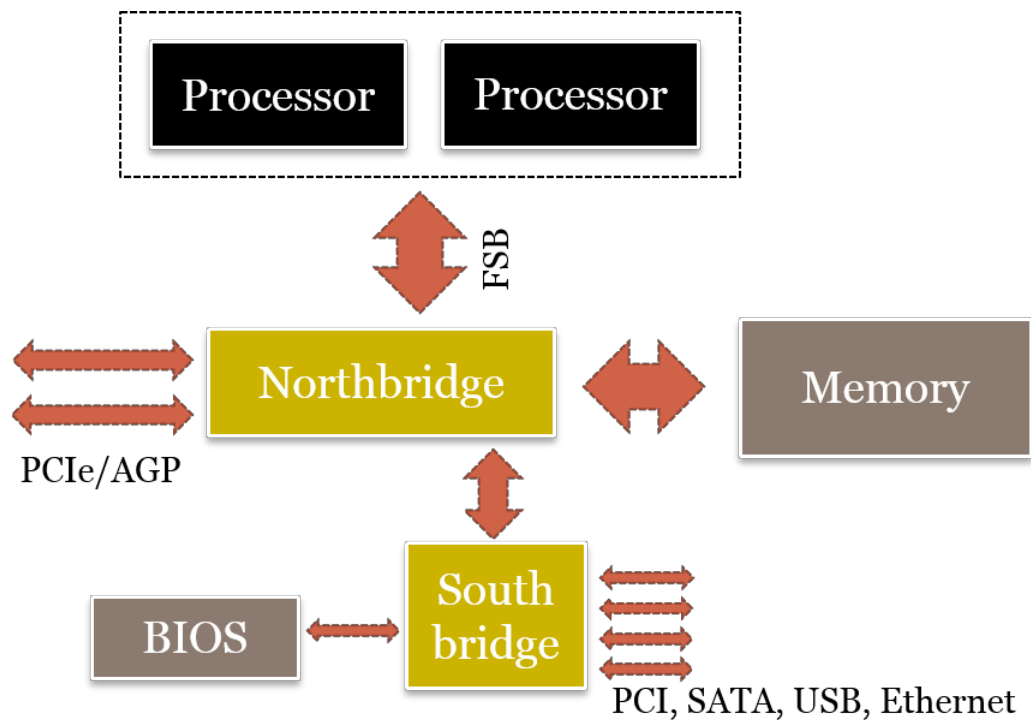 Processor
Processor
FSB
Northbridge
Memory
PCIe/AGP
South
bridge
BIOS
PCI, SATA, USB, Ethernet